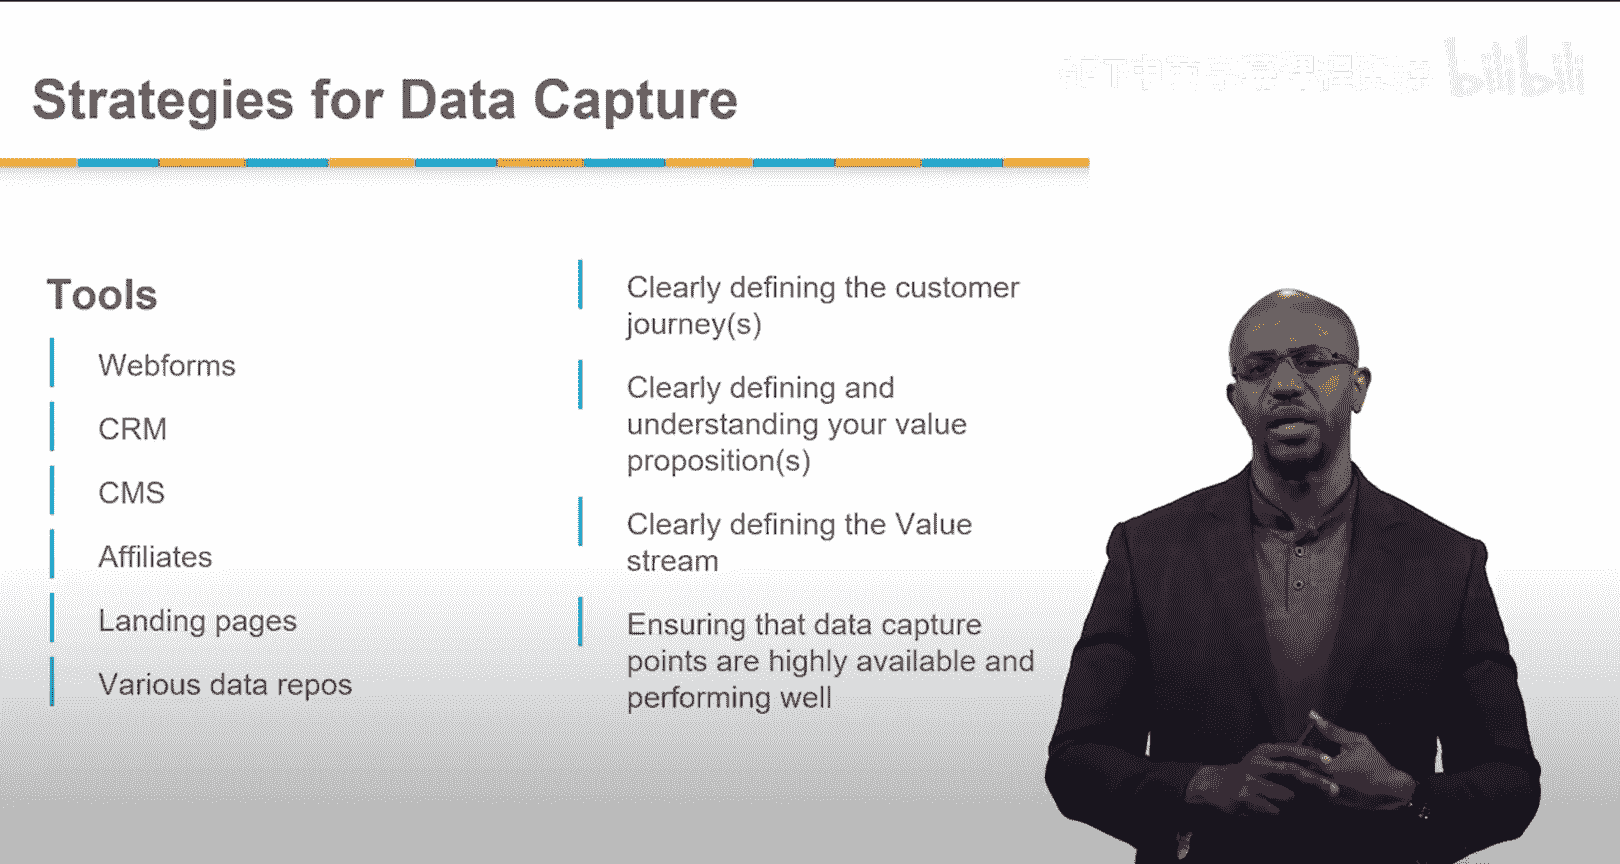 bilibili
Strategies for Data Capture
Tools
Webforms
CRM
CMS
Affiliates
Landing pages
Various data repos
Clearly defining the customer
journey(s)
Clearly defining and
understanding your value
proposition(s)
Clearly defining the Value
stream
Ensuring that data capture
points are highly available and
performing well